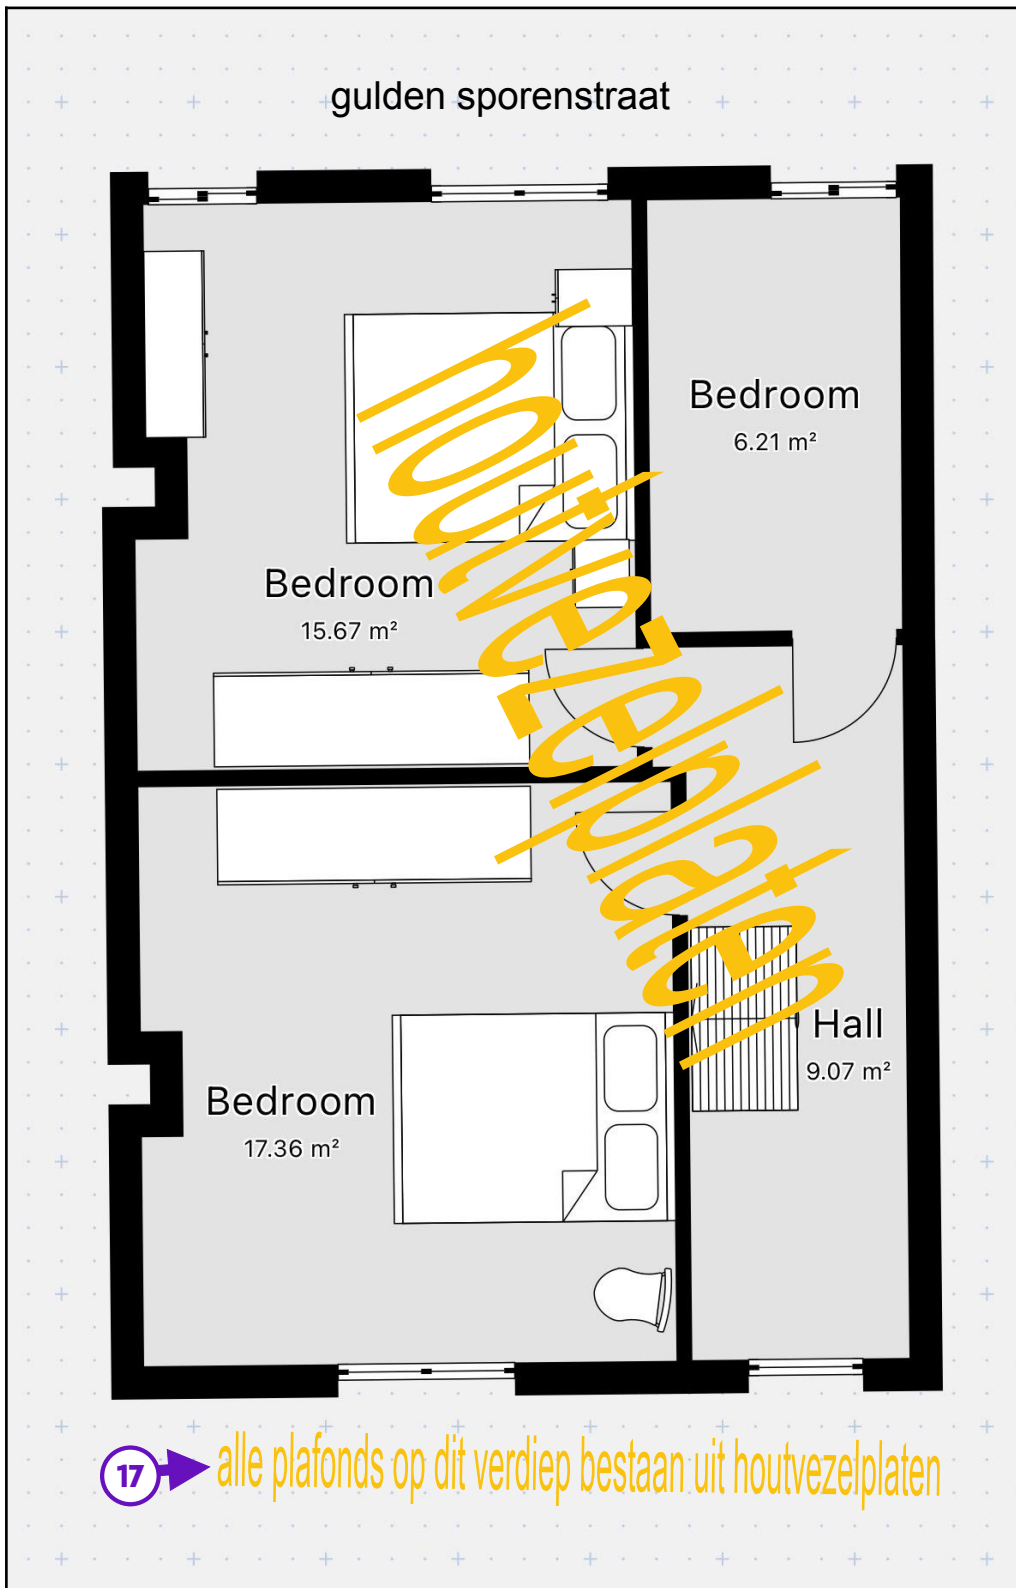 gulden sporenstraat
Bedroom
6.21 m²
Bedroom
15.67 m²
houtvezelplaten
Hall
9.07 m²
Bedroom
17.36 m²
17 alle plafonds op dit verdiep bestaan uit houtvezelplaten